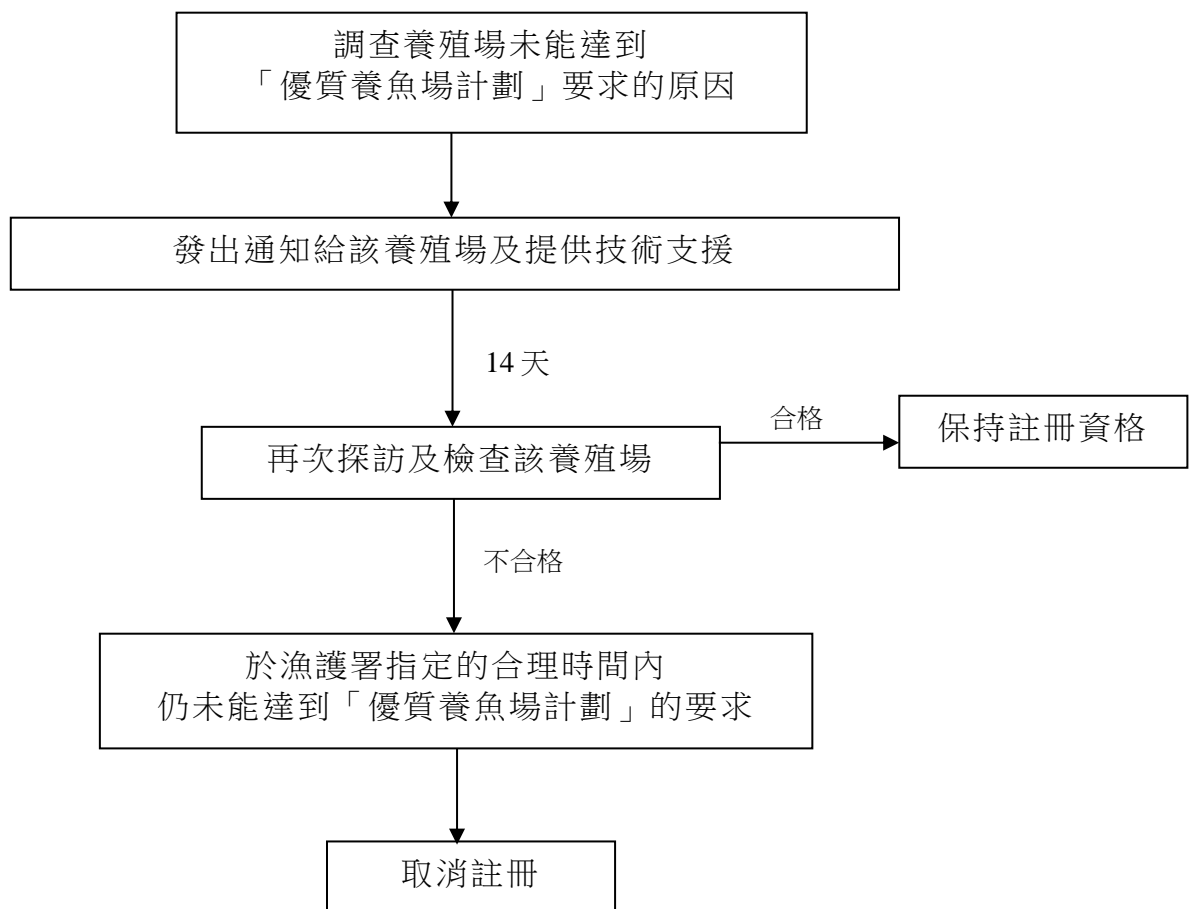 調查養殖場未能達到
「優質養魚場計劃」要求的原因
發出通知給該養殖場及提供技術支援
14 天
再次探訪及檢查該養殖場
合格
保持註冊資格
不合格
於漁護署指定的合理時間內
仍未能達到「優質養魚場計劃」的要求
取消註冊